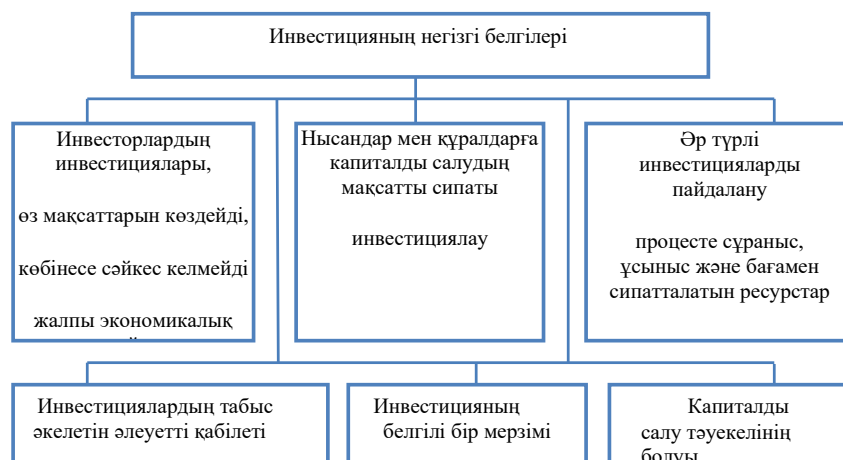 Инвестицияның негізгі белгілері
Инвесторлардың
инвестициялары,
өз мақсаттарын көздейді,
көбінесе сәйкес келмейді
жалпы экономикалық
Нысандар мен құралдарға
капиталды салудың
мақсатты сипаты
инвестициялау
Әр түрлі
инвестицияларды
пайдалану
процесте сұраныс,
ұсыныс және бағамен
сипатталатын ресурстар
Инвестициялардың табыс
әкелетін әлеуетті қабілеті
Инвестицияның
белгілі бір мерзімі
Капиталды
салу тәуекелінің
болуы